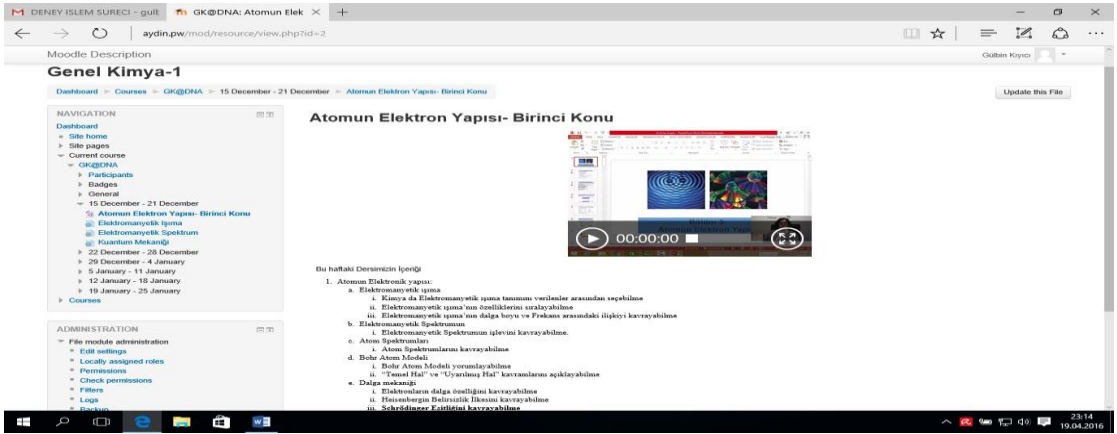 DENEY ISLEM SURECI - gulb
GK@DNA: Atomun Elek
aydin.pw/mod/resource/view.php?id=2
Moodle Description
Gülbin Kıyıcı
Genel Kimya-1
Dashboard
Courses
GK@DNA
15 December - 21 December
Atomun Elektron Yapısı- Birinci Konu
Update this File
NAVIGATION
Dashboard
Site home
Site pages
Current course
GK@DNA
Participants
Badges
General
15 December - 21 December
Atomun Elektron Yapısı- Birinci Konu
Elektromanyetik Işıma
Elektromanyetik Spektrum
Kuantum Mekaniği
22 December - 28 December
29 December - 4 January
5 January - 11 January
12 January - 18 January
19 January - 25 January
Courses
ADMINISTRATION
File module administration
Edit settings
Locally assigned roles
Permissions
Check permissions
Filters
Logs
Backup
Atomun Elektron Yapısı- Birinci Konu
00:00:00
Bu haftaki Dersimizin İçeriği
1. Atomun Elektronik yapısı:
a. Elektromanyetik ışıma
i. Kimya da Elektromanyetik ışıma tanımını verilenler arasından seçebilme
ii. Elektromanyetik ışıma'nın özelliklerini sıralayabilme
iii. Elektromanyetik ışıma'nın dalga boyu ve Frekans arasındaki ilişkiyi kavrayabilme
b. Elektromanyetik Spektrumun
i. Elektromanyetik Spektrumun işlevini kavrayabilme.
c. Atom Spektrumları
i. Atom Spektrumlarını kavrayabilme
d. Bohr Atom Modeli
i. Bohr Atom Modeli yorumlayabilme
ii. "Temel Hal" ve "Uyarılmış Hal" kavramlarını açıklayabilme
e. Dalga mekaniği
i. Elektronların dalga özelliğini kavrayabilme
ii. Heisenbergin Belirsizlik İlkesini kavrayabilme
iii. Schrödinger Eşitliğini kavrayabilme
23:14
19.04.2016